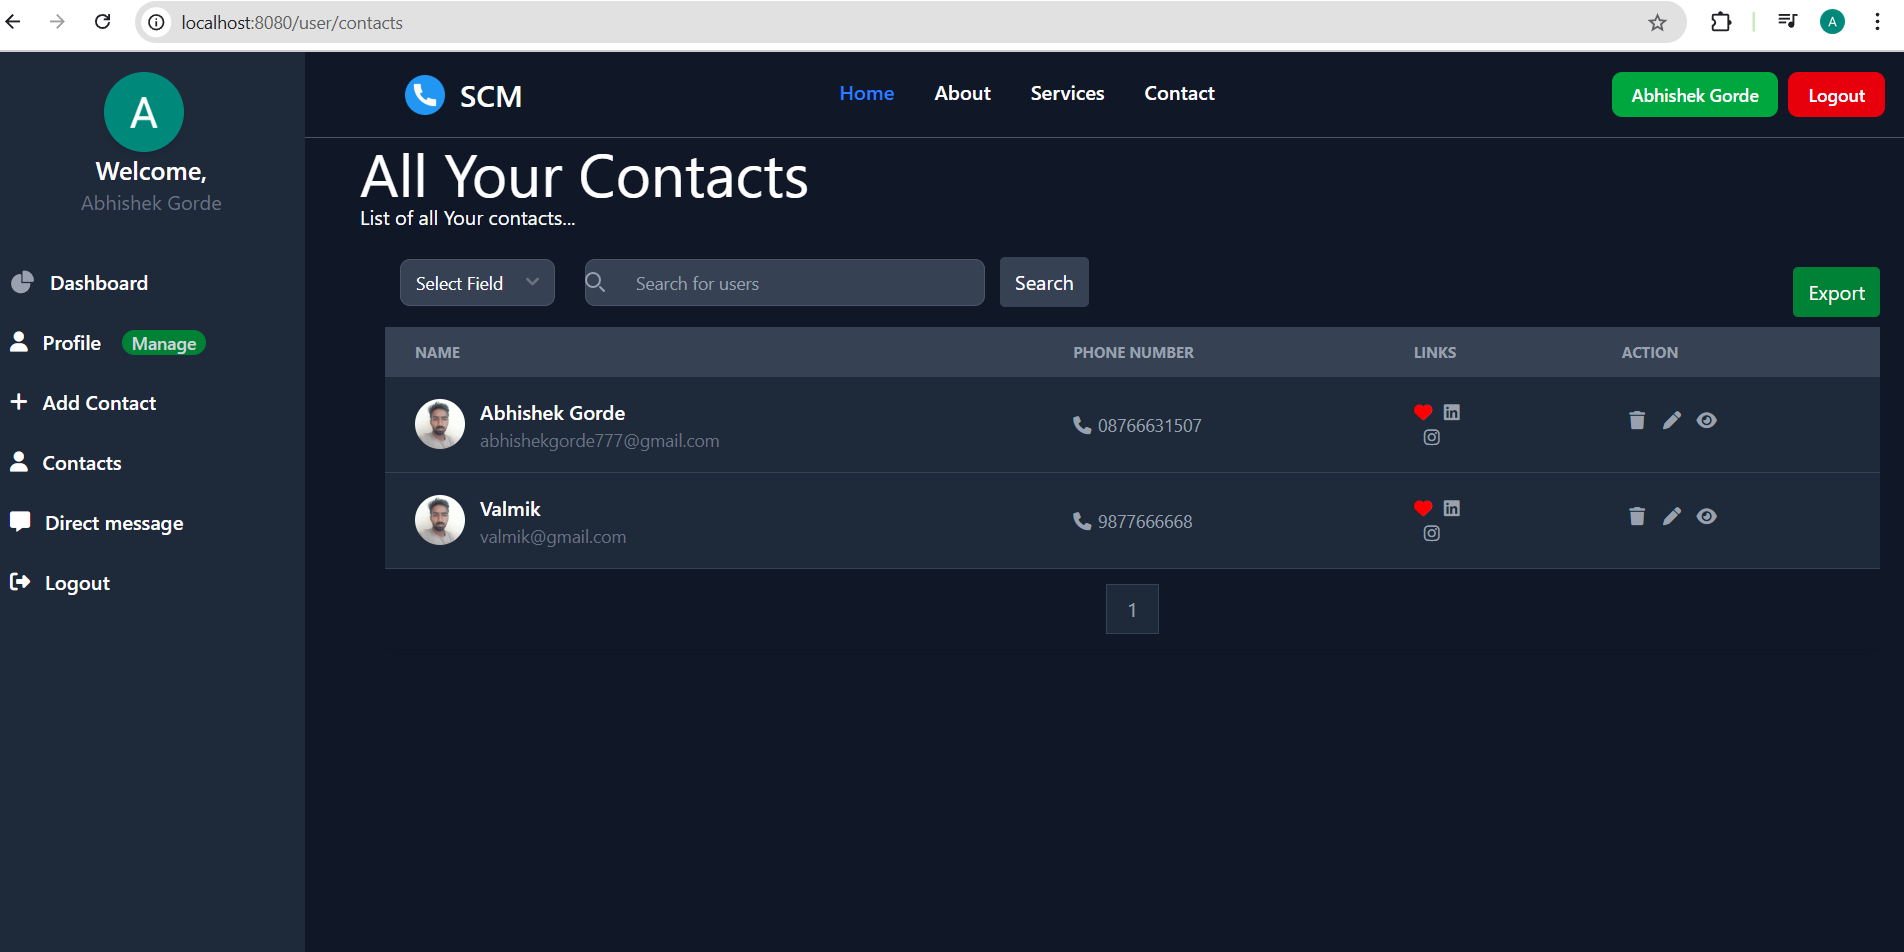 localhost:8080/user/contacts
A
A
Welcome,
Abhishek Gorde
Dashboard
Profile Manage
Add Contact
Contacts
Direct message
Logout
SCM
Home About Services Contact
Abhishek Gorde Logout
All Your Contacts
List of all Your contacts...
Select Field Search for users Search
Export
NAME PHONE NUMBER LINKS ACTION
Abhishek Gorde
abhishekgorde777@gmail.com
08766631507
in
Valmik
valmik@gmail.com
9877666668
in
1